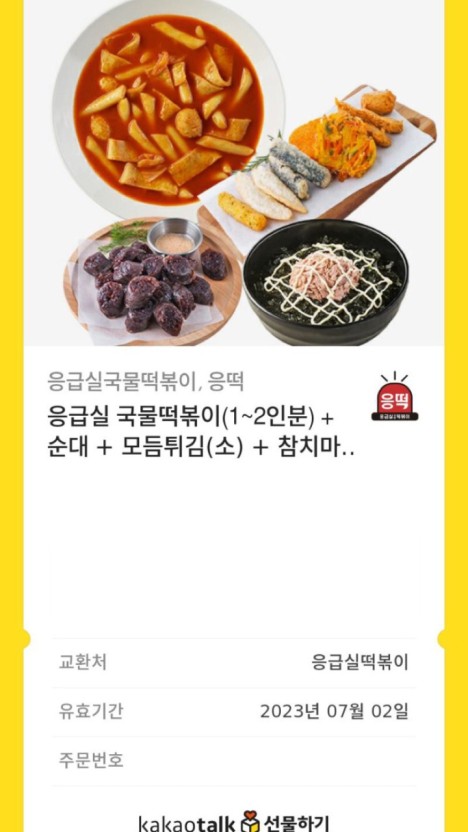 응급실국물떡볶이, 응떡
응급실 국물떡볶이(1~2인분) +
순대 + 모듬튀김(소) + 참치마..
응떡
응급실국물떡볶이
교환처 응급실떡볶이
유효기간 2023년 07월 02일
주문번호
kakaotalk 선물하기